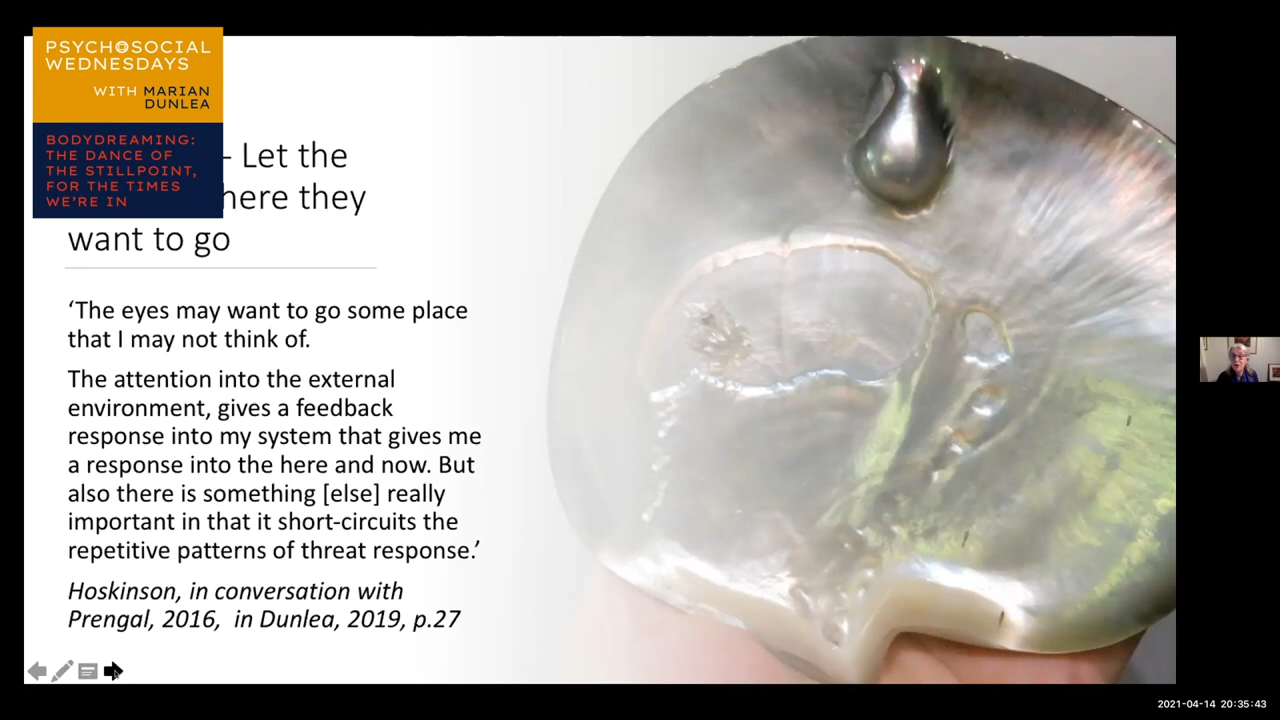 PSYCHOSOCIAL
WEDNESDAYS
WITH MARIAN
DUNLEA
BODYDREAMING:
THE DANCE OF
THE STILLPOINT,
FOR THE TIMES
WE'RE IN
- Let the
here they
want to go
‘The eyes may want to go some place
that I may not think of.
The attention into the external
environment, gives a feedback
response into my system that gives me
a response into the here and now. But
also there is something [else] really
important in that it short-circuits the
repetitive patterns of threat response.’
Hoskinson, in conversation with
Prengal, 2016, in Dunlea, 2019, p.27
2021-04-14 20:35:43